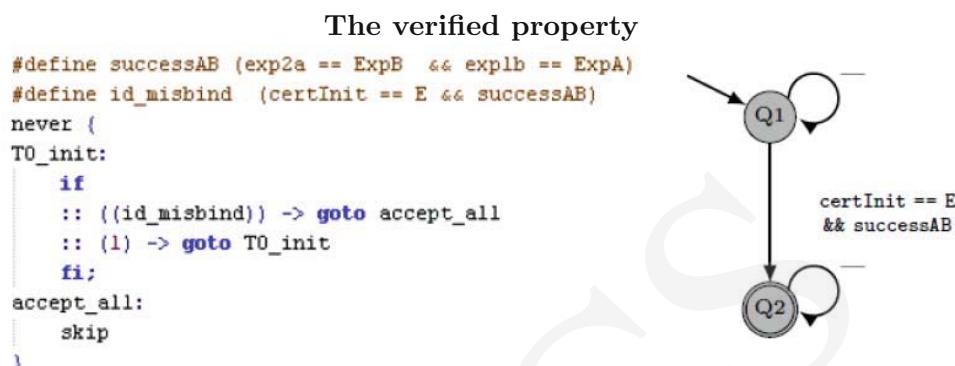 The verified property
#define successAB (exp2a == ExpB && exp1b == ExpA)
#define id_misbind (certInit == E && successAB)
never {
T0_init:
if
:: ((id_misbind)) -> goto accept_all
:: (1) -> goto T0_init
fi;
accept_all:
skip
}
Q1
certInit == E
&& successAB
Q2